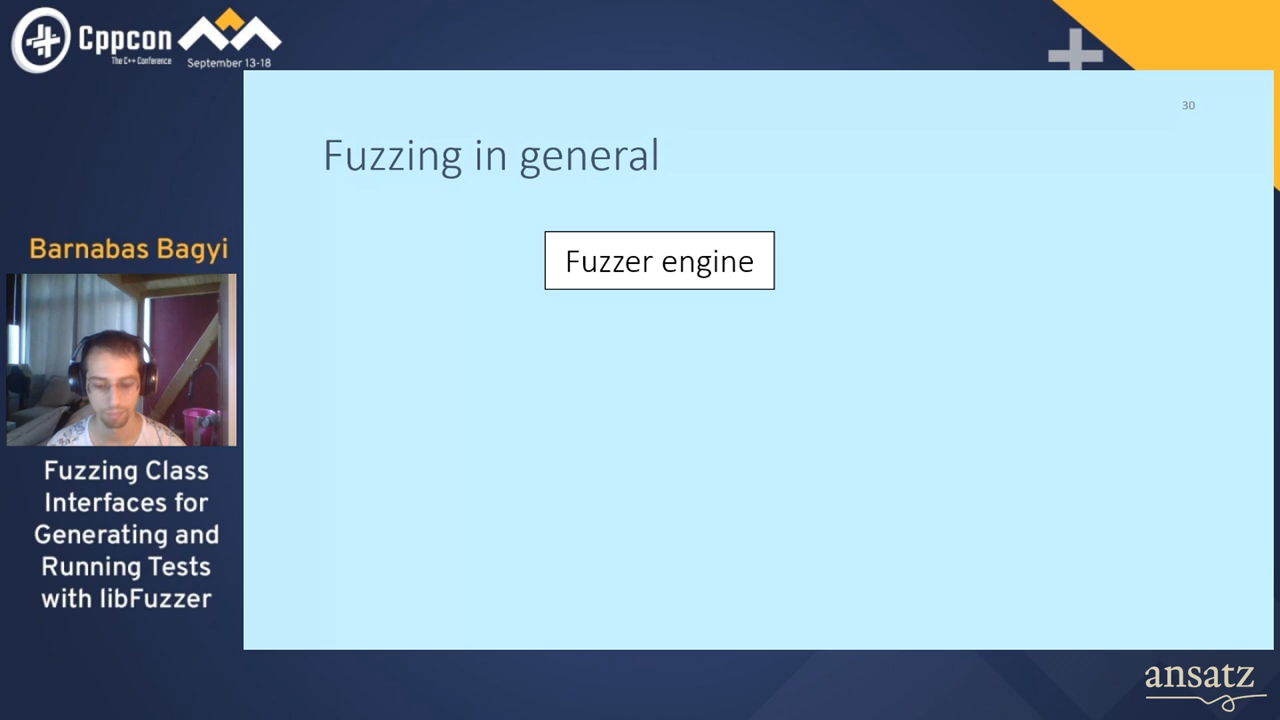 Cppcon
The C++ Conference
September 13-18
30
Fuzzing in general
Fuzzer engine
Barnabas Bagyi
Fuzzing Class
Interfaces for
Generating and
Running Tests
with libFuzzer
ansatz